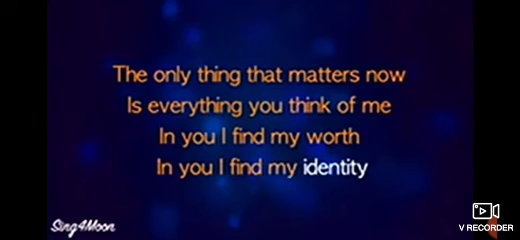 The only thing that matters now
Is everything you think of me
In you I find my worth
In you I find my identity
Sing4Moon
V RECORDER